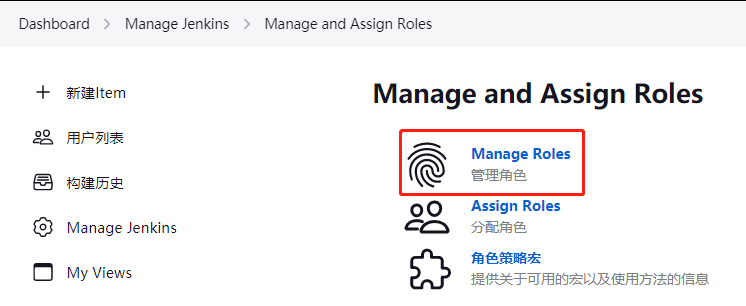 Dashboard > Manage Jenkins > Manage and Assign Roles
新建Item
用户列表
构建历史
Manage Jenkins
My Views
Manage and Assign Roles
Manage Roles
管理角色
Assign Roles
分配角色
角色策略宏
提供关于可用的宏以及使用方法的信息